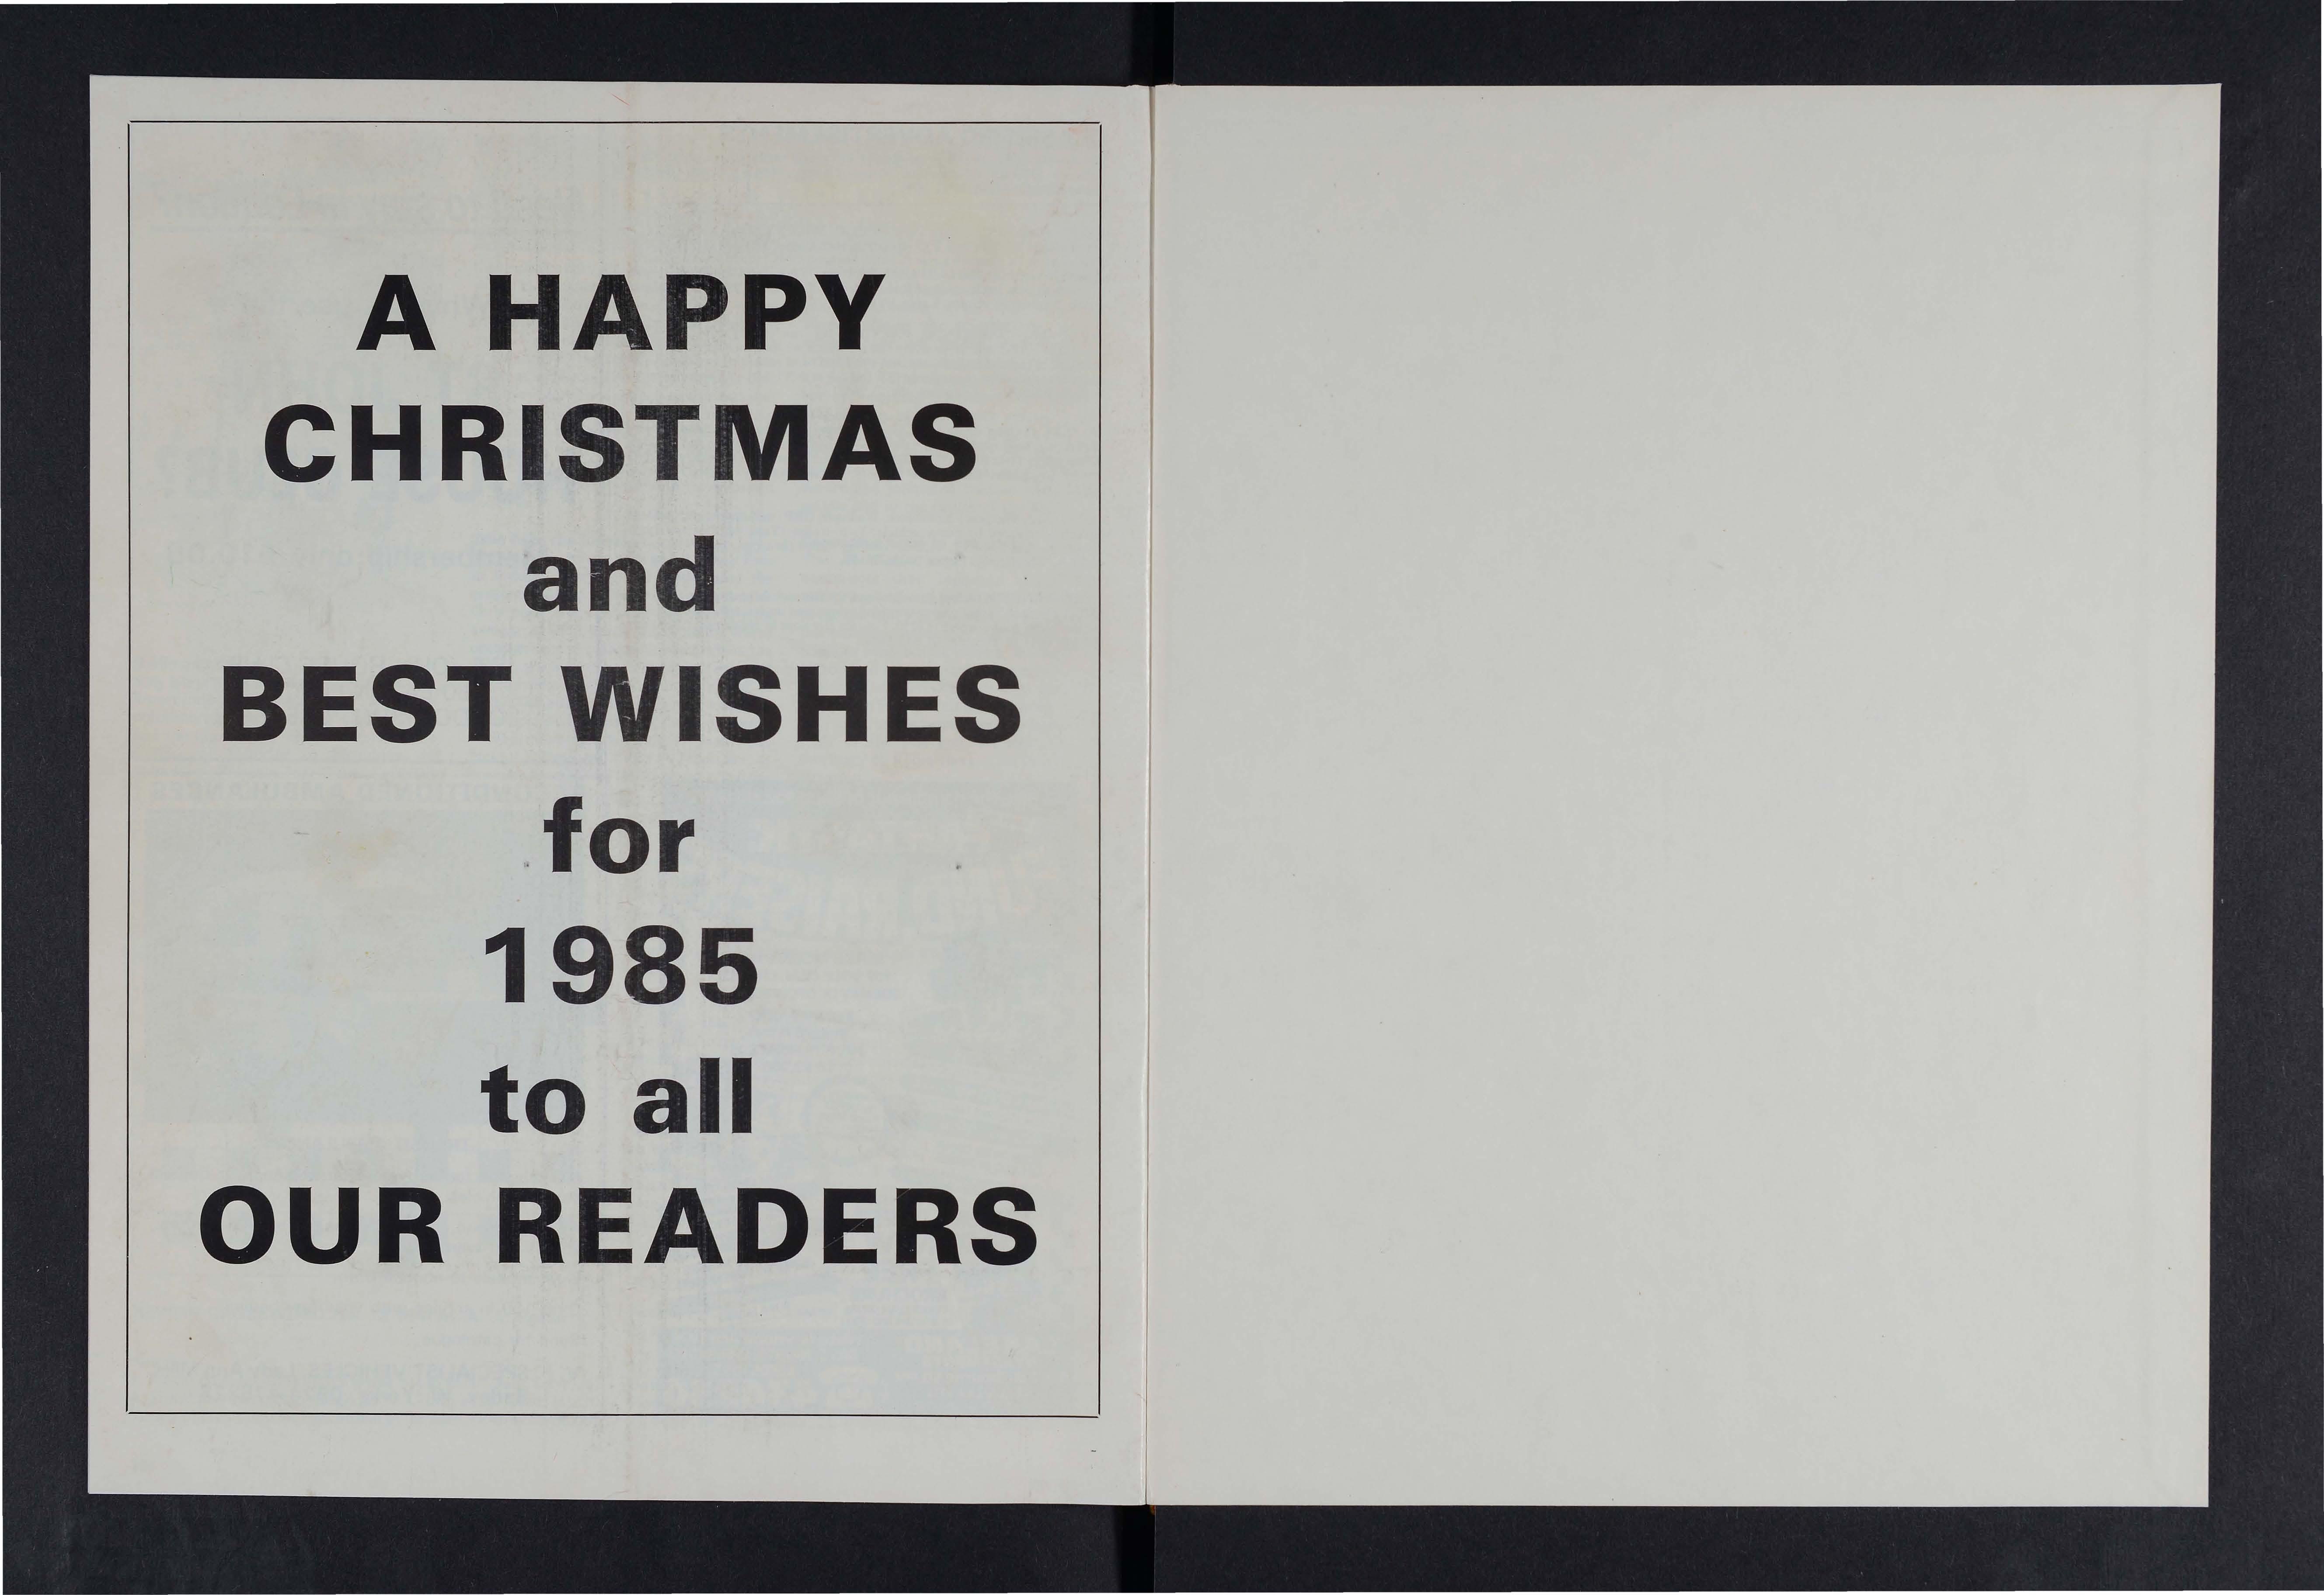 A HAPPY
CHRISTMAS
and
BEST WISHES
for
1985
to all
OUR READERS